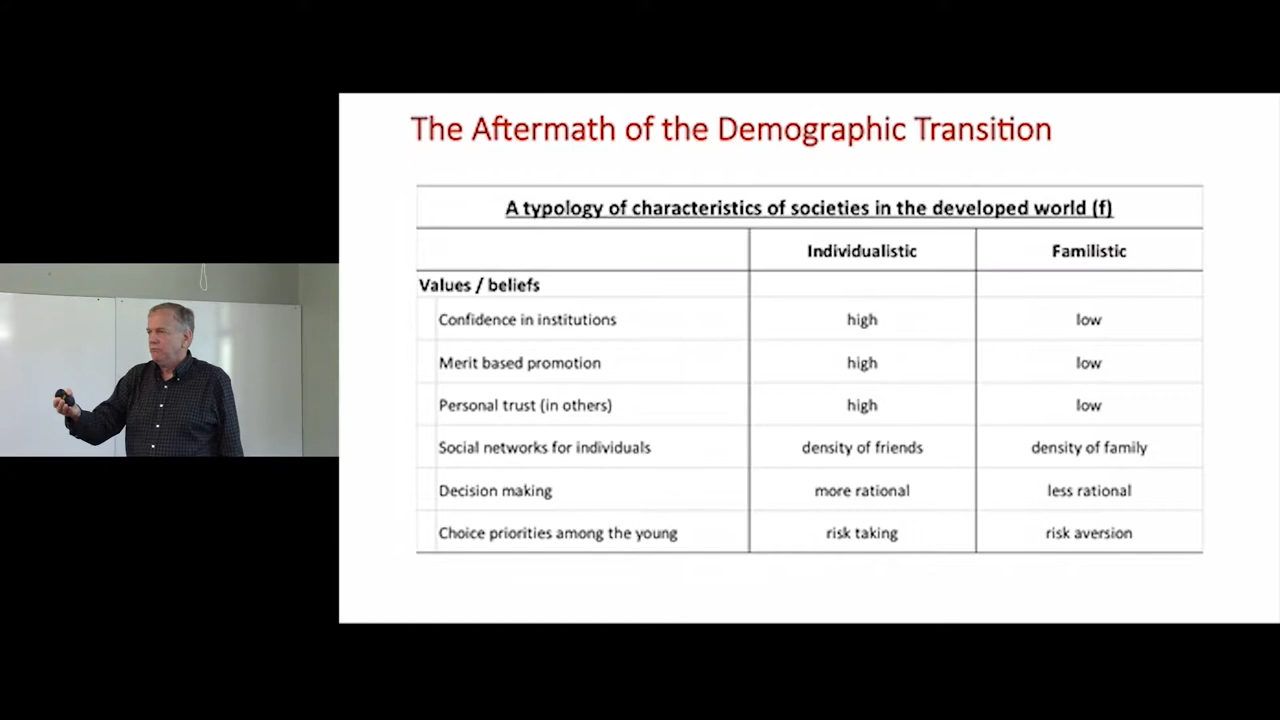 The Aftermath of the Demographic Transition
A typology of characteristics of societies in the developed world (f)
Individualistic Familistic
Values / beliefs
Confidence in institutions high low
Merit based promotion high low
Personal trust (in others) high low
Social networks for individuals density of friends density of family
Decision making more rational less rational
Choice priorities among the young risk taking risk aversion